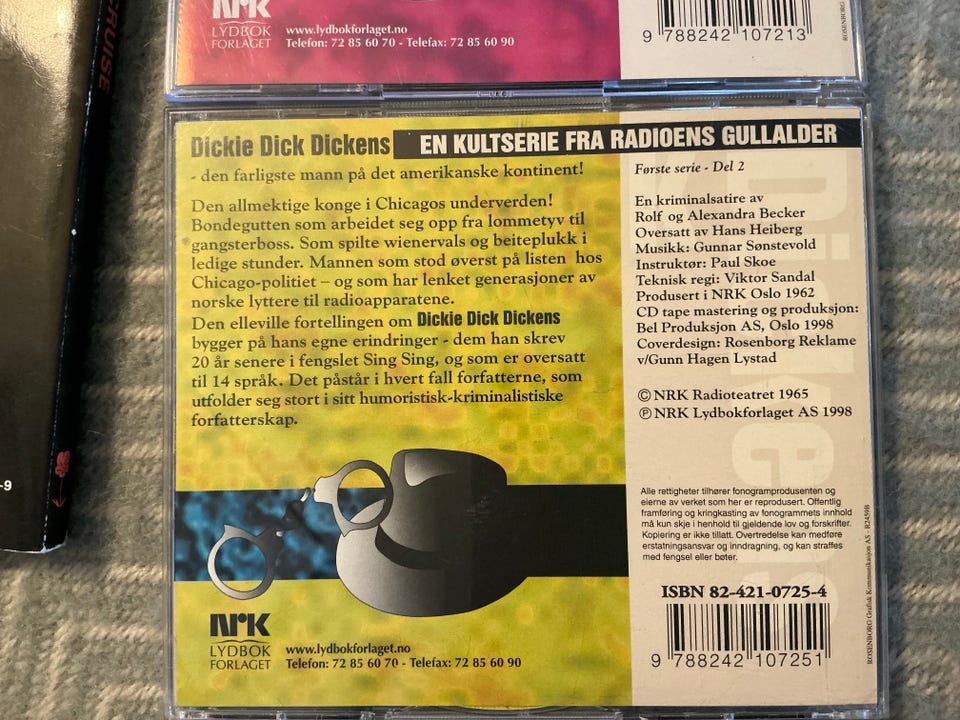 CRUISE
-9
NRK
LYDBOK
FORLAGET
www.lydbokforlaget.no
Telefon: 72 85 60 70 - Telefax: 72 85 60 90
9 788242 107213
ROSENBORG
Dickie Dick Dickens EN KULTSERIE FRA RADIOENS GULLALDER
- den farligste mann på det amerikanske kontinent!
Den allmektige konge i Chicagos underverden!
Bondegutten som arbeidet seg opp fra lommetyv til
gangsterboss. Som spilte wienervals og beiteplukk i
ledige stunder. Mannen som stod øverst på listen hos
Chicago-politiet – og som har lenket generasjoner av
norske lyttere til radioapparatene.
Den elleville fortellingen om Dickie Dick Dickens
bygger på hans egne erindringer - dem han skrev
20 år senere i fengslet Sing Sing, og som er oversatt
til 14 språk. Det påstår i hvert fall forfatterne, som
utfolder seg stort i sitt humoristisk-kriminalistiske
forfatterskap.
Første serie - Del 2
En kriminalsatire av
Rolf og Alexandra Becker
Oversatt av Hans Heiberg
Musikk: Gunnar Sønstevold
Instruktør: Paul Skoe
Teknisk regi: Viktor Sandal
Produsert i NRK Oslo 1962
CD tape mastering og produksjon:
Bel Produksjon AS, Oslo 1998
Coverdesign: Rosenborg Reklame
v/Gunn Hagen Lystad
© NRK Radioteatret 1965
Ⓟ NRK Lydbokforlaget AS 1998
Alle rettigheter tilhører fonogramprodusenten og
eierne av verket som her er reprodusert. Offentlig
framføring og kringkasting av fonogrammets innhold
må kun skje i henhold til gjeldende lov og forskrifter.
Kopiering er ikke tillatt. Overtredelse kan medføre
erstatningsansvar og inndragning, og kan straffes
med fengsel eller bøter.
ISBN 82-421-0725-4
9 788242 107251
ROSENBORG Grafisk Kommunikasjon AS - R2459B
NRK
LYDBOK
FORLAGET
www.lydbokforlaget.no
Telefon: 72 85 60 70 - Telefax: 72 85 60 90